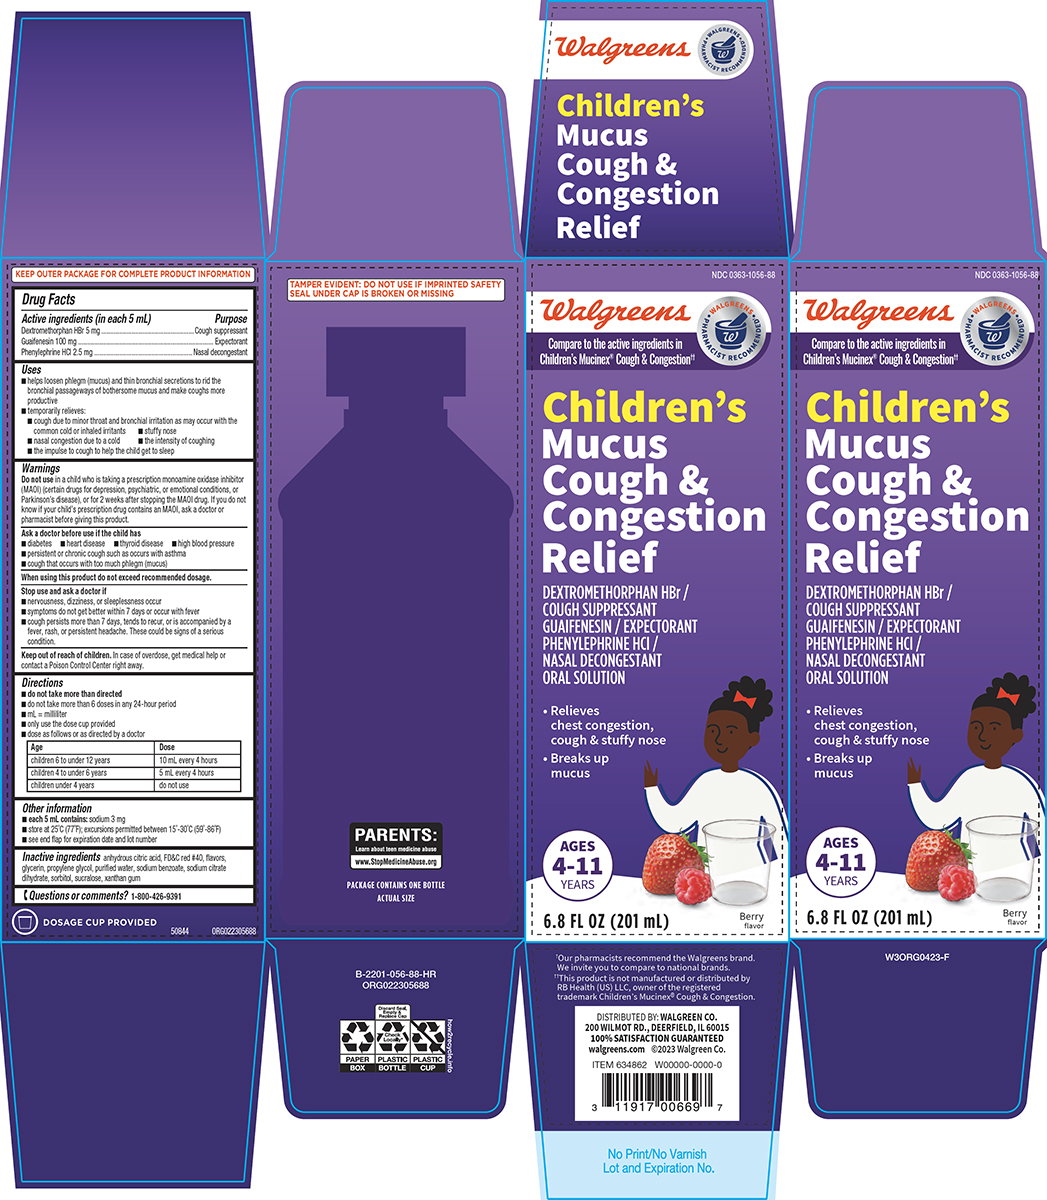 Walgreens
WALGREENS PHARMACIST RECOMMENDED†
Children's
Mucus
Cough &
Congestion
Relief
KEEP OUTER PACKAGE FOR COMPLETE PRODUCT INFORMATION
Drug Facts
Active ingredients (in each 5 mL) Purpose
Dextromethorphan HBr 5 mg ........ Cough suppressant
Guaifenesin 100 mg ........ Expectorant
Phenylephrine HCl 2.5 mg ........ Nasal decongestant
Uses
■ helps loosen phlegm (mucus) and thin bronchial secretions to rid the
bronchial passageways of bothersome mucus and make coughs more
productive
■ temporarily relieves:
■ cough due to minor throat and bronchial irritation as may occur with the
common cold or inhaled irritants ■ stuffy nose
■ nasal congestion due to a cold ■ the intensity of coughing
■ the impulse to cough to help the child get to sleep
Warnings
Do not use in a child who is taking a prescription monoamine oxidase inhibitor
(MAOI) (certain drugs for depression, psychiatric, or emotional conditions, or
Parkinson's disease), or for 2 weeks after stopping the MAOI drug. If you do not
know if your child's prescription drug contains an MAOI, ask a doctor or
pharmacist before giving this product.
Ask a doctor before use if the child has
■ diabetes ■ heart disease ■ thyroid disease ■ high blood pressure
■ persistent or chronic cough such as occurs with asthma
■ cough that occurs with too much phlegm (mucus)
When using this product do not exceed recommended dosage.
Stop use and ask a doctor if
■ nervousness, dizziness, or sleeplessness occur
■ symptoms do not get better within 7 days or occur with fever
■ cough persists more than 7 days, tends to recur, or is accompanied by a
fever, rash, or persistent headache. These could be signs of a serious
condition.
Keep out of reach of children. In case of overdose, get medical help or
contact a Poison Control Center right away.
Directions
■ do not take more than directed
■ do not take more than 6 doses in any 24-hour period
■ mL = milliliter
■ only use the dose cup provided
■ dose as follows or as directed by a doctor
Age Dose
children 6 to under 12 years 10 mL every 4 hours
children 4 to under 6 years 5 mL every 4 hours
children under 4 years do not use
Other information
■ each 5 mL contains: sodium 3 mg
■ store at 25°C (77°F); excursions permitted between 15°-30°C (59°-86°F)
■ see end flap for expiration date and lot number
Inactive ingredients anhydrous citric acid, FD&C red #40, flavors,
glycerin, propylene glycol, purified water, sodium benzoate, sodium citrate
dihydrate, sorbitol, sucralose, xanthan gum
Questions or comments? 1-800-426-9391
DOSAGE CUP PROVIDED
50844 ORG022305688
TAMPER EVIDENT: DO NOT USE IF IMPRINTED SAFETY
SEAL UNDER CAP IS BROKEN OR MISSING
PARENTS:
Learn about teen medicine abuse
www.StopMedicineAbuse.org
PACKAGE CONTAINS ONE BOTTLE
ACTUAL SIZE
B-2201-056-88-HR
ORG022305688
Discard Seal,
Empty &
Replace Cap
Check
Locally*
PAPER
BOX
PLASTIC
BOTTLE
PLASTIC
CUP
how2recycle.info
NDC 0363-1056-88
Walgreens
WALGREENS PHARMACIST RECOMMENDED†
Compare to the active ingredients in
Children's Mucinex® Cough & Congestion††
Children's
Mucus
Cough &
Congestion
Relief
DEXTROMETHORPHAN HBr /
COUGH SUPPRESSANT
GUAIFENESIN / EXPECTORANT
PHENYLEPHRINE HCl /
NASAL DECONGESTANT
ORAL SOLUTION
• Relieves
chest congestion,
cough & stuffy nose
• Breaks up
mucus
AGES
4-11
YEARS
6.8 FL OZ (201 mL)
Berry
flavor
†Our pharmacists recommend the Walgreens brand.
We invite you to compare to national brands.
††This product is not manufactured or distributed by
RB Health (US) LLC, owner of the registered
trademark Children's Mucinex® Cough & Congestion.
DISTRIBUTED BY: WALGREEN CO.
200 WILMOT RD., DEERFIELD, IL 60015
100% SATISFACTION GUARANTEED
walgreens.com ©2023 Walgreen Co.
ITEM 634862 W00000-0000-0
3 11917 00669 7
No Print/No Varnish
Lot and Expiration No.
NDC 0363-1056-88
Walgreens
WALGREENS PHARMACIST RECOMMENDED†
Compare to the active ingredients in
Children's Mucinex® Cough & Congestion††
Children's
Mucus
Cough &
Congestion
Relief
DEXTROMETHORPHAN HBr /
COUGH SUPPRESSANT
GUAIFENESIN / EXPECTORANT
PHENYLEPHRINE HCl /
NASAL DECONGESTANT
ORAL SOLUTION
• Relieves
chest congestion,
cough & stuffy nose
• Breaks up
mucus
AGES
4-11
YEARS
6.8 FL OZ (201 mL)
Berry
flavor
W3ORG0423-F